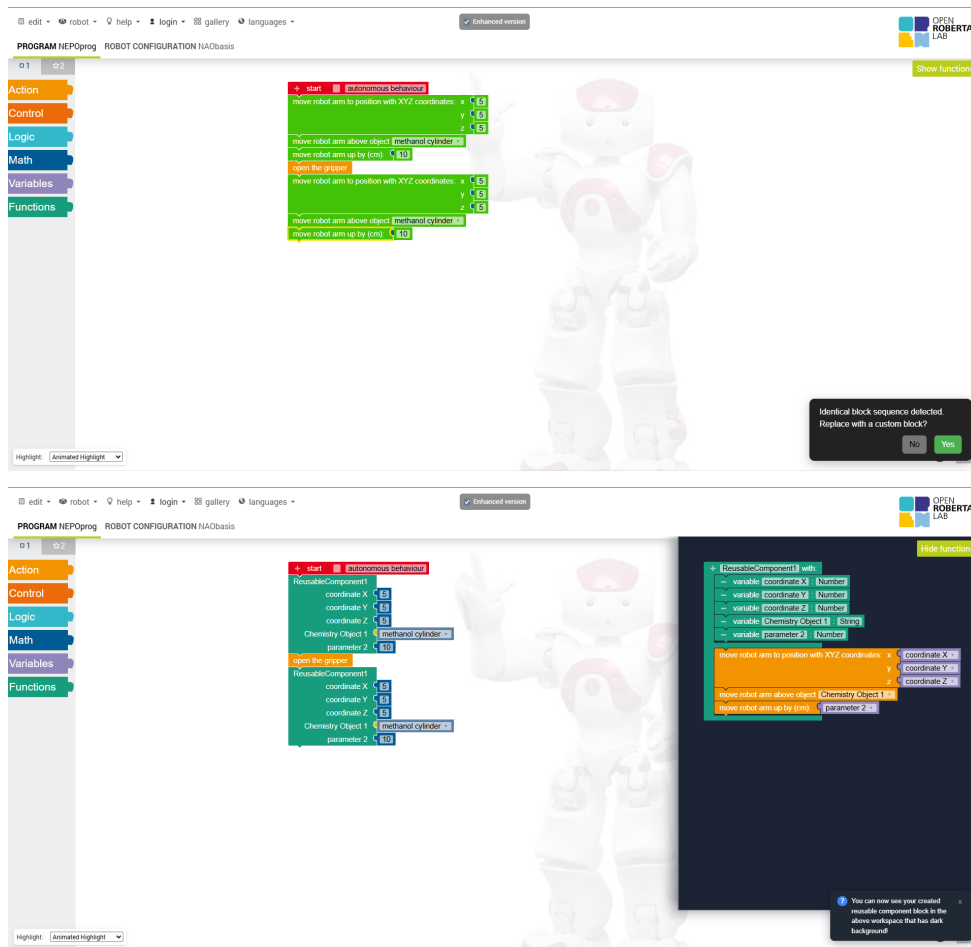 edit robot help login gallery languages
Enhanced version
OPEN
ROBERTA
LAB
PROGRAM NEPOprog ROBOT CONFIGURATION NAObasis
1 2
Show function
Action
Control
Logic
Math
Variables
Functions
+ start autonomous behaviour
move robot arm to position with XYZ coordinates: x 5
y 5
z 5
move robot arm above object methanol cylinder
move robot arm up by (cm): 10
open the gripper
move robot arm to position with XYZ coordinates: x 5
y 5
z 5
move robot arm above object methanol cylinder
move robot arm up by (cm): 10
Identical block sequence detected.
Replace with a custom block?
No Yes
Highlight: Animated Highlight
edit robot help login gallery languages
Enhanced version
OPEN
ROBERTA
LAB
PROGRAM NEPOprog ROBOT CONFIGURATION NAObasis
1 2
Hide function
Action
Control
Logic
Math
Variables
Functions
+ start autonomous behaviour
ReusableComponent1
coordinate X 5
coordinate Y 5
coordinate Z 5
Chemistry Object 1 methanol cylinder
parameter 2 10
open the gripper
ReusableComponent1
coordinate X 5
coordinate Y 5
coordinate Z 5
Chemistry Object 1 methanol cylinder
parameter 2 10
+ ReusableComponent1 with:
– variable coordinate X : Number
– variable coordinate Y : Number
– variable coordinate Z : Number
– variable Chemistry Object 1 : String
– variable parameter 2 : Number
move robot arm to position with XYZ coordinates: x coordinate X
y coordinate Y
z coordinate Z
move robot arm above object Chemistry Object 1
move robot arm up by (cm): parameter 2
? You can now see your created x
reusable component block in the
above workspace that has dark
background!
Highlight: Animated Highlight